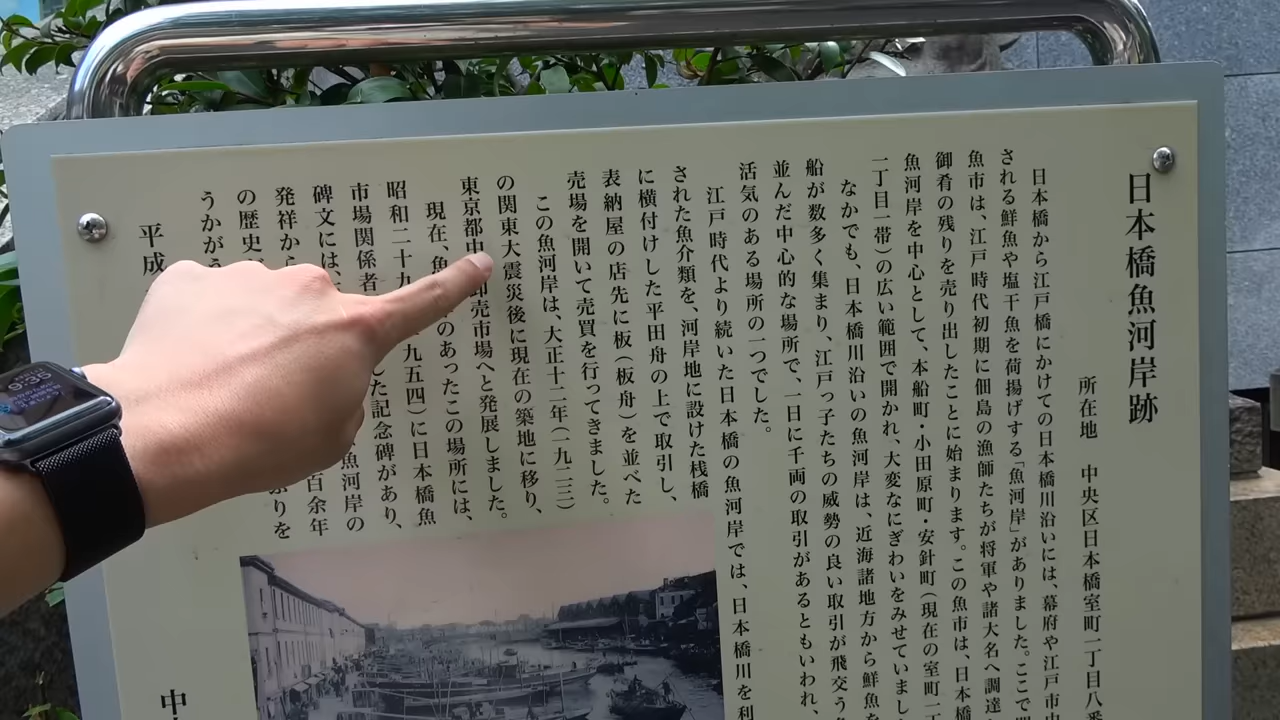 日本橋魚河岸跡
所在地 中央区日本橋室町一丁目八番
日本橋から江戸橋にかけての日本橋川沿いには、幕府や江戸市中
される鮮魚や塩干魚を荷揚げする「魚河岸」がありました。ここで開
魚市は、江戸時代初期に佃島の漁師たちが将軍や諸大名へ調達し
御肴の残りを売り出したことに始まります。この魚市は、日本橋
魚河岸を中心として、本船町・小田原町・安針町(現在の室町一丁
一丁目一帯)の広い範囲で開かれ、大変なにぎわいをみせていまし
なかでも、日本橋川沿いの魚河岸は、近海諸地方から鮮魚を
船が数多く集まり、江戸っ子たちの威勢の良い取引が飛交う
並んだ中心的な場所で、一日に千両の取引があるともいわれ、
活気のある場所の一つでした。
江戸時代より続いた日本橋の魚河岸では、日本橋川を利
された魚介類を、河岸地に設けた桟橋
に横付けした平田舟の上で取引し、
表納屋の店先に板(板舟)を並べた
売場を開いて売買を行ってきました。
この魚河岸は、大正十二年(一九二三)
の関東大震災後に現在の築地に移り、
東京都中 卸売市場へと発展しました。
現在、魚 のあったこの場所には、
昭和二十九 九五四)に日本橋魚
市場関係者 した記念碑があり、
碑文には、 魚河岸の
発祥から 百余年
の歴史が ぶりを
うかがう
平成
中